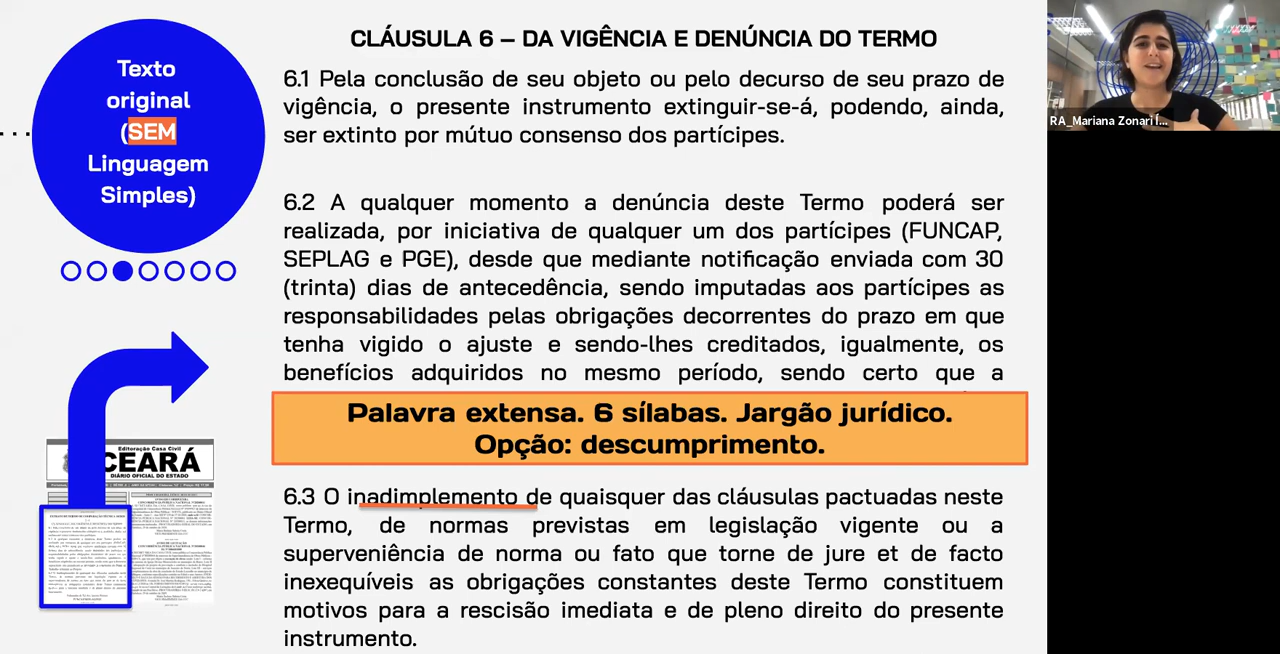 Texto
original
(SEM
Linguagem
Simples)
CLÁUSULA 6 – DA VIGÊNCIA E DENÚNCIA DO TERMO
6.1 Pela conclusão de seu objeto ou pelo decurso de seu prazo de
vigência, o presente instrumento extinguir-se-á, podendo, ainda,
ser extinto por mútuo consenso dos partícipes.
6.2 A qualquer momento a denúncia deste Termo poderá ser
realizada, por iniciativa de qualquer um dos partícipes (FUNCAP,
SEPLAG e PGE), desde que mediante notificação enviada com 30
(trinta) dias de antecedência, sendo imputadas aos partícipes as
responsabilidades pelas obrigações decorrentes do prazo em que
tenha vigido o ajuste e sendo-lhes creditados, igualmente, os
benefícios adquiridos no mesmo período, sendo certo que a
Palavra extensa. 6 sílabas. Jargão jurídico.
Opção: descumprimento.
6.3 O inadimplemento de quaisquer das cláusulas pactuadas neste
Termo, de normas previstas em legislação vigente ou a
superveniência de norma ou fato que torne de jure ou de facto
inexequíveis as obrigações constantes deste Termo constituem
motivos para a rescisão imediata e de pleno direito do presente
instrumento.
Editoração Casa Civil
CEARÁ
DIÁRIO OFICIAL DO ESTADO
RA_Mariana Zonari Í...